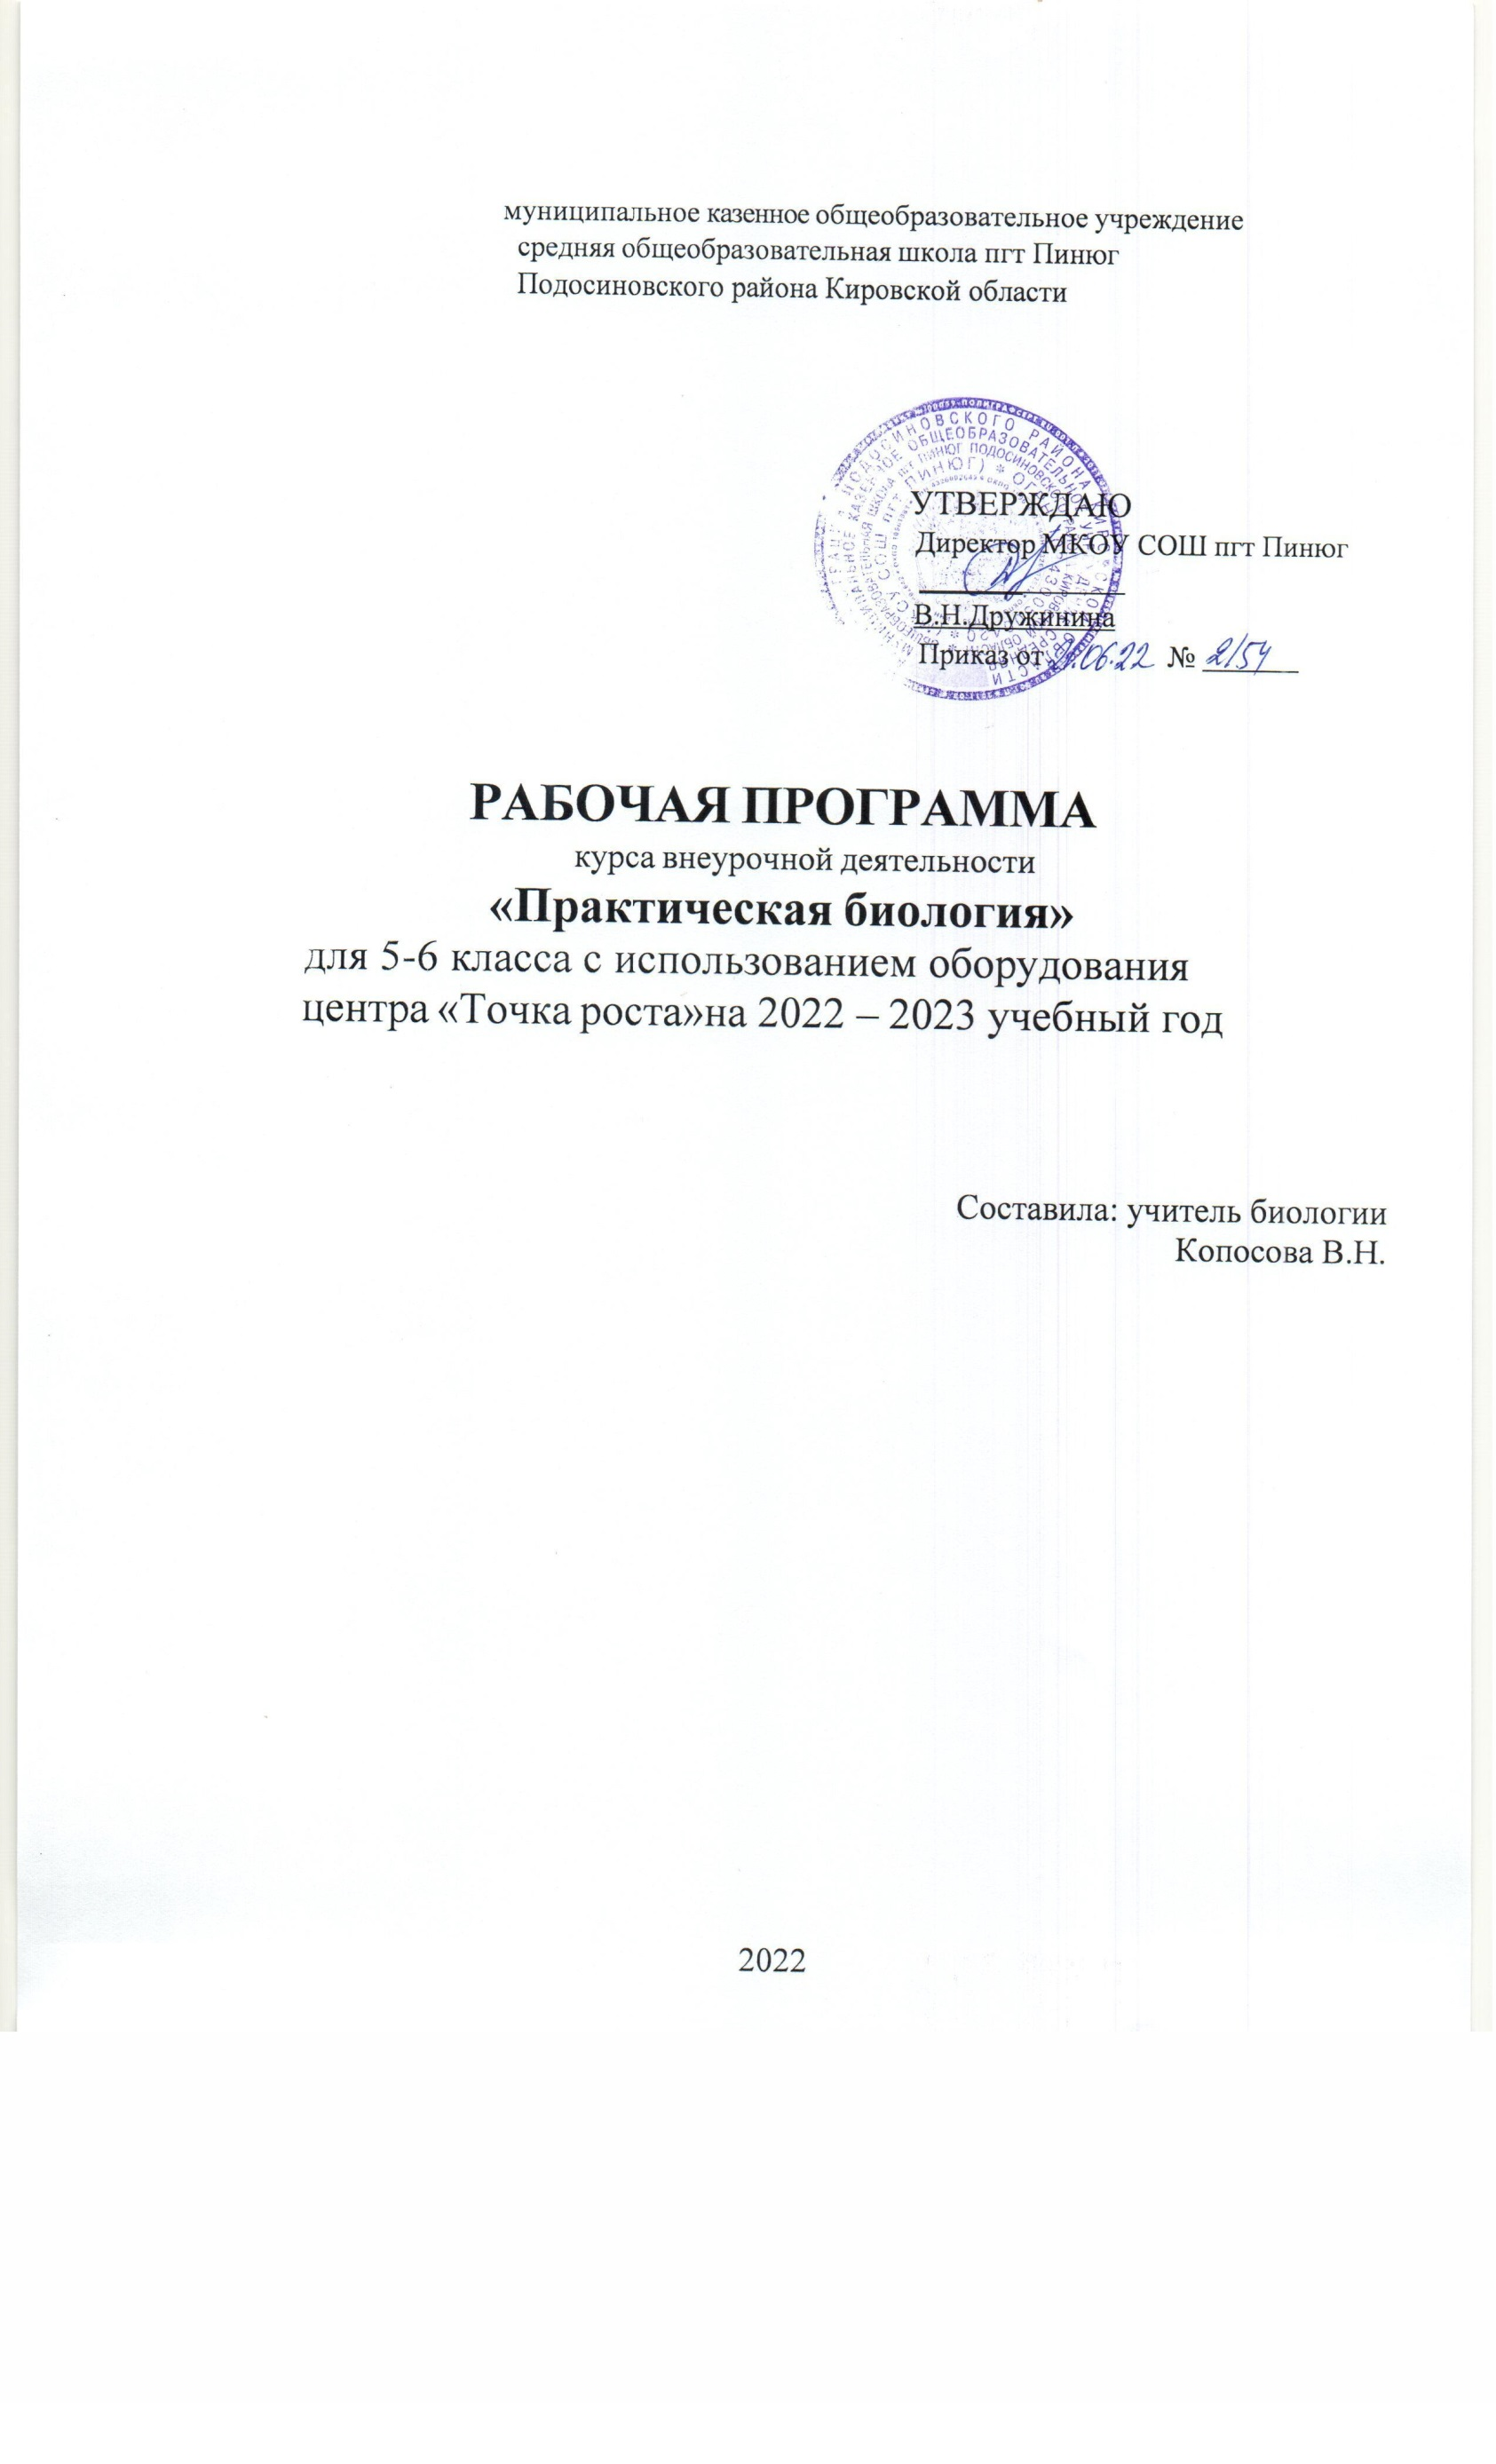 муниципальное казенное общеобразовательное учреждение
средняя общеобразовательная школа пгт Пинюг
Подосиновского района Кировской области
УТВЕРЖДАЮ
Директор МКОУ СОШ пгт Пинюг
В.Н.Дружинина
Приказ от .06.22 № 2/54
РАБОЧАЯ ПРОГРАММА
курса внеурочной деятельности
«Практическая биология»
для 5-6 класса с использованием оборудования
центра «Точка роста»на 2022 – 2023 учебный год
Составила: учитель биологии
Копосова В.Н.
2022